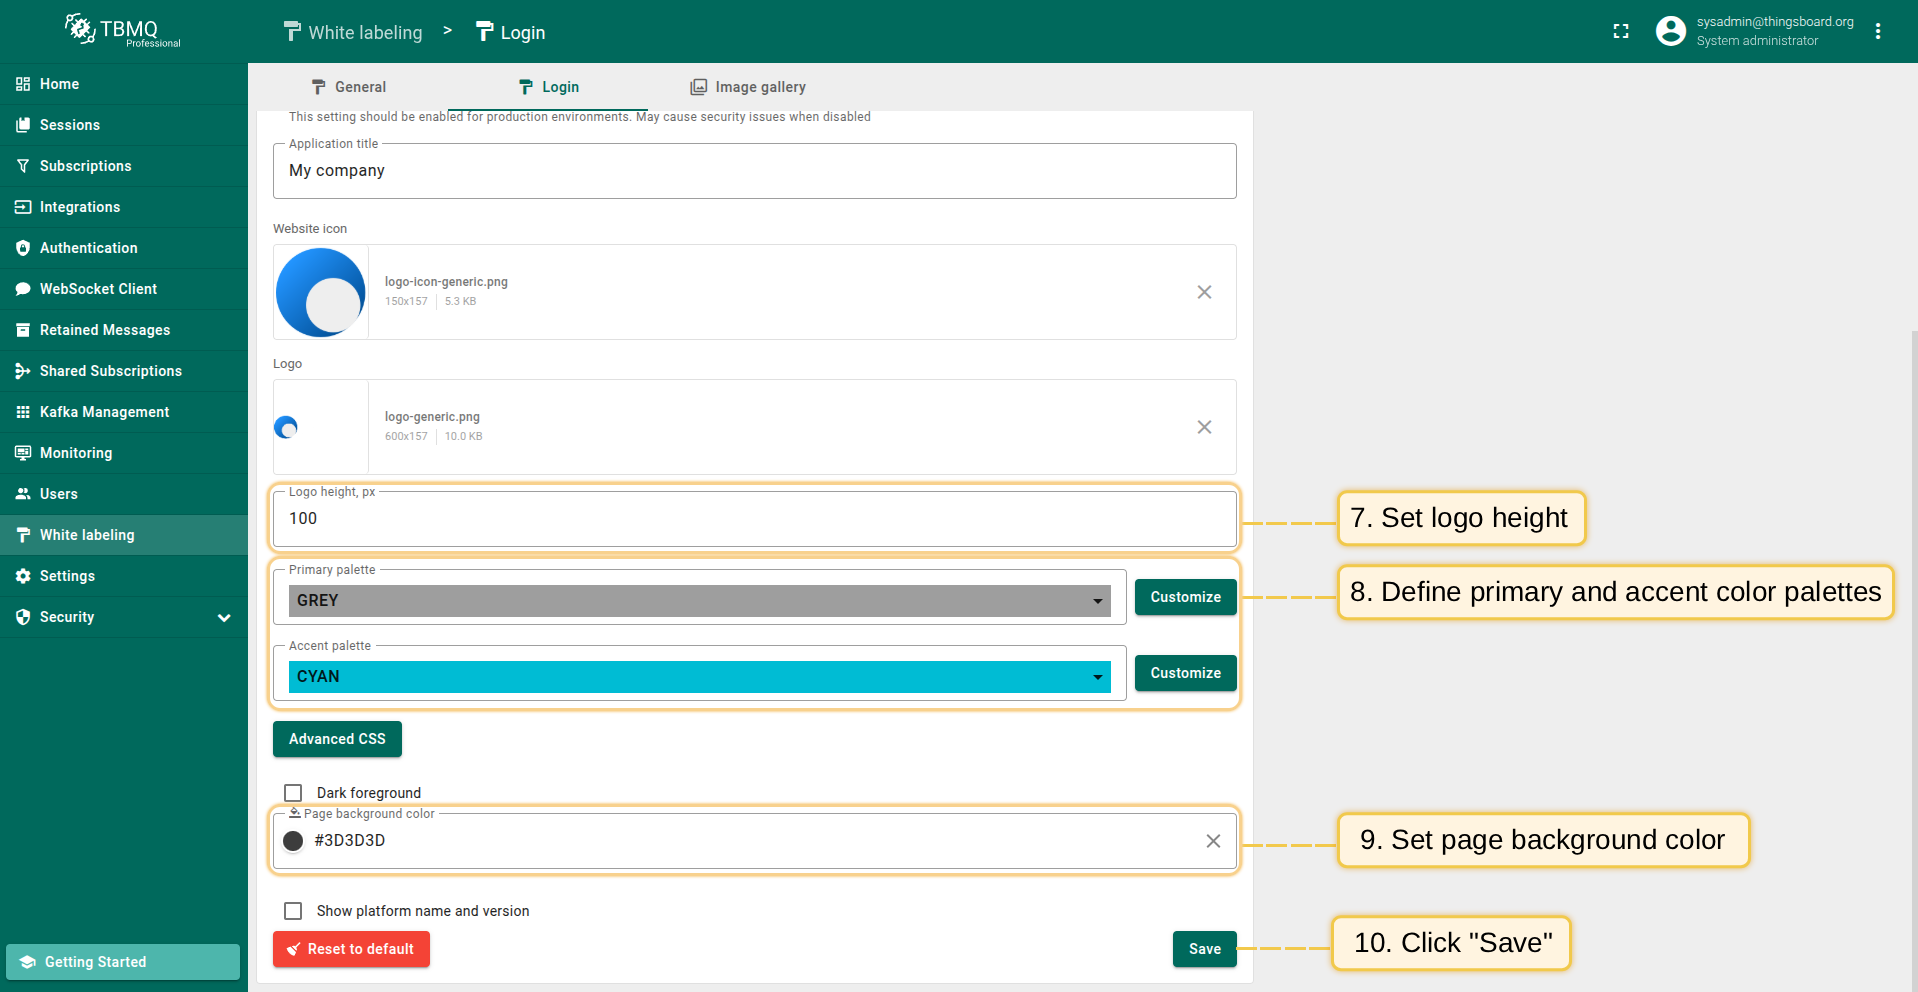 TBMQ
Professional
White labeling > Login
sysadmin@thingsboard.org
System administrator
Home
Sessions
Subscriptions
Integrations
Authentication
WebSocket Client
Retained Messages
Shared Subscriptions
Kafka Management
Monitoring
Users
White labeling
Settings
Security
Getting Started
General
Login
Image gallery
This setting should be enabled for production environments. May cause security issues when disabled
Application title
My company
Website icon
logo-icon-generic.png
150x157 | 5.3 KB
Logo
logo-generic.png
600x157 | 10.0 KB
Logo height, px
100
7. Set logo height
Primary palette
GREY
Customize
8. Define primary and accent color palettes
Accent palette
CYAN
Customize
Advanced CSS
Dark foreground
Page background color
#3D3D3D
9. Set page background color
Show platform name and version
Reset to default
Save
10. Click "Save"